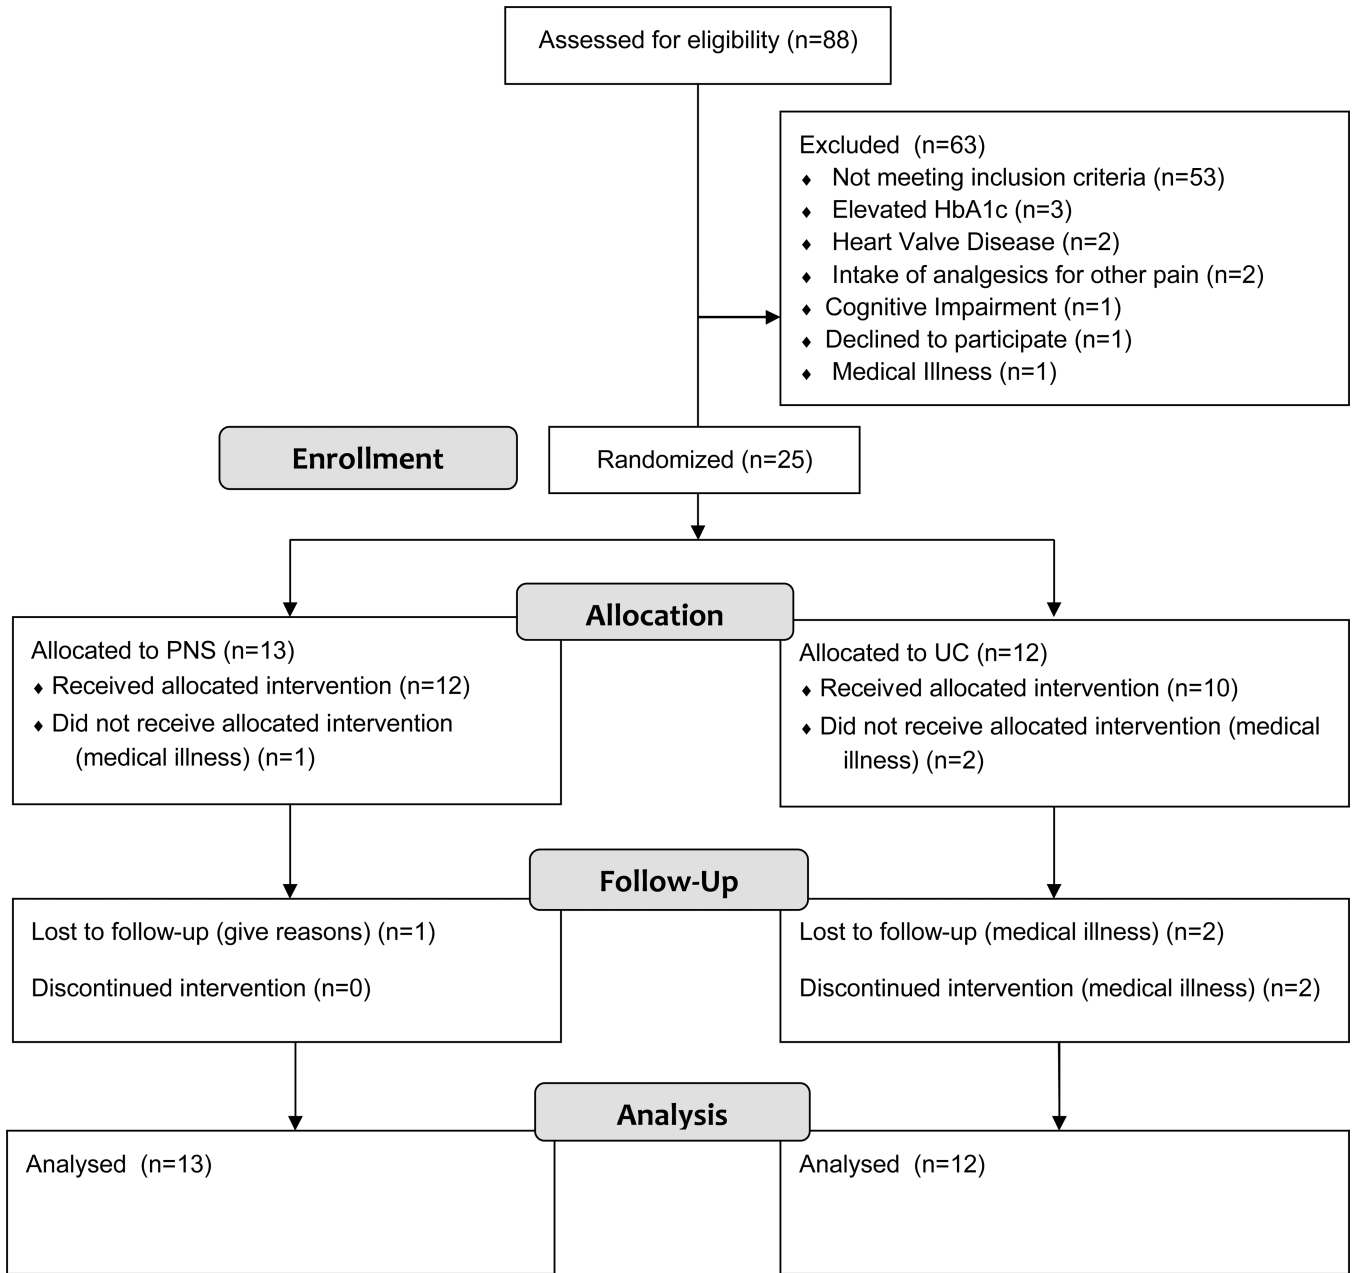 Assessed for eligibility (n=88)
Excluded  (n=63)
♦ Not meeting inclusion criteria (n=53)
♦ Elevated HbA1c (n=3)
♦ Heart Valve Disease (n=2)
♦ Intake of analgesics for other pain (n=2)
♦ Cognitive Impairment (n=1)
♦ Declined to participate (n=1)
♦ Medical Illness (n=1)
Enrollment
Randomized (n=25)
Allocation
Allocated to PNS (n=13)
♦ Received allocated intervention (n=12)
♦ Did not receive allocated intervention
(medical illness) (n=1)
Allocated to UC (n=12)
♦ Received allocated intervention (n=10)
♦ Did not receive allocated intervention (medical
illness) (n=2)
Follow-Up
Lost to follow-up (give reasons) (n=1)
Discontinued intervention (n=0)
Lost to follow-up (medical illness) (n=2)
Discontinued intervention (medical illness) (n=2)
Analysis
Analysed  (n=13)
Analysed  (n=12)